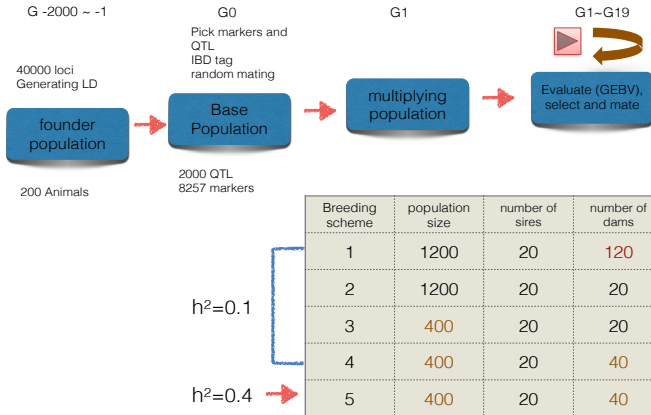 G -2000 ~ -1
G0
G1
G1~G19
Pick markers and
QTL
IBD tag
random mating
40000 loci
Generating LD
founder
population
Base
Population
multiplying
population
Evaluate (GEBV),
select and mate
200 Animals
2000 QTL
8257 markers
Breeding scheme | population size | number of sires | number of dams
1 1200 20 120
2 1200 20 20
3 400 20 20
4 400 20 40
5 400 20 40
h²=0.1
h²=0.4